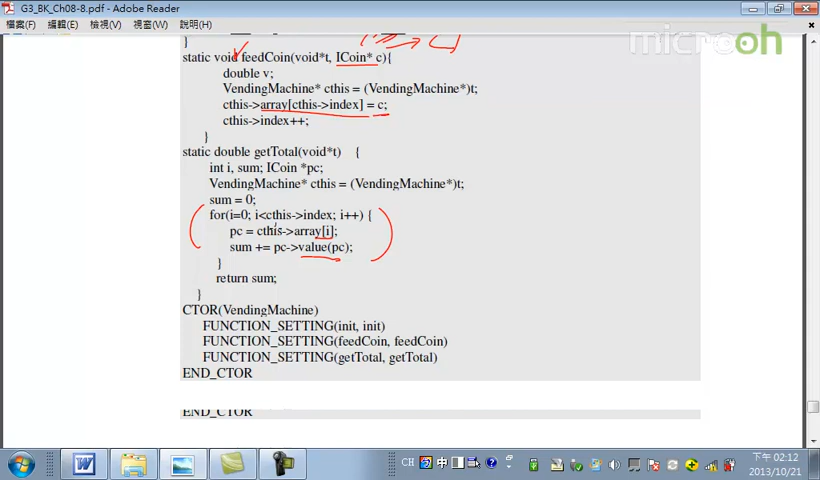 G3_BK_Ch08-8.pdf - Adobe Reader
檔案(F) 編輯(E) 檢視(V) 視窗(W) 說明(H)
microoh
}
static void feedCoin(void*t, ICoin* c){
double v;
VendingMachine* cthis = (VendingMachine*)t;
cthis->array[cthis->index] = c;
cthis->index++;
}
static double getTotal(void*t) {
int i, sum; ICoin *pc;
VendingMachine* cthis = (VendingMachine*)t;
sum = 0;
for(i=0; i<cthis->index; i++) {
pc = cthis->array[i];
sum += pc->value(pc);
}
return sum;
}
CTOR(VendingMachine)
FUNCTION_SETTING(init, init)
FUNCTION_SETTING(feedCoin, feedCoin)
FUNCTION_SETTING(getTotal, getTotal)
END_CTOR
END_CTOR
CH 中
下午 02:12
2013/10/21